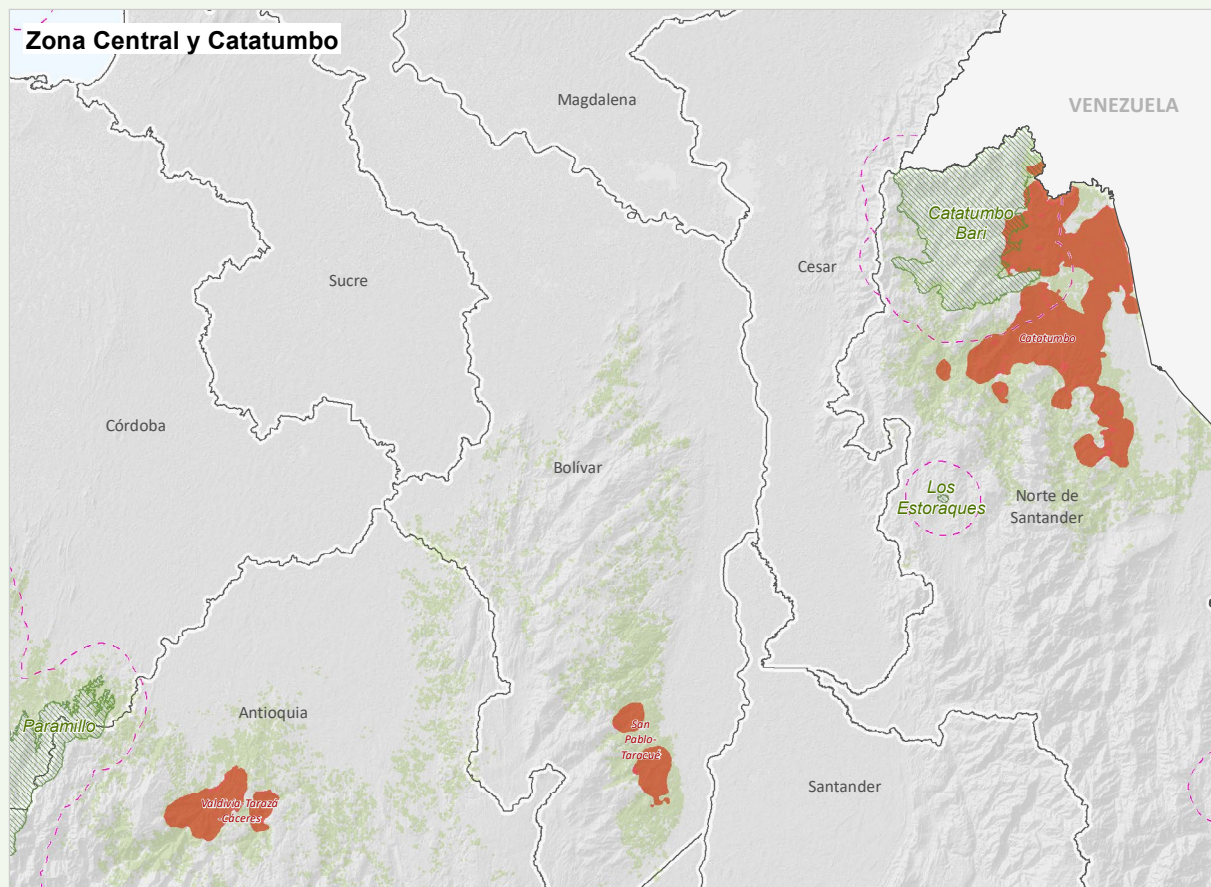 Zona Central y Catatumbo
Magdalena
VENEZUELA
Catatumbo
Bari
Cesar
Sucre
Catatumbo
Córdoba
Bolívar
Los
Estoraques
Norte de
Santander
Antioquia
Paramillo
San
Pablo-
Taracué
Santander
Valdivia-Tarazá
-Cáceres